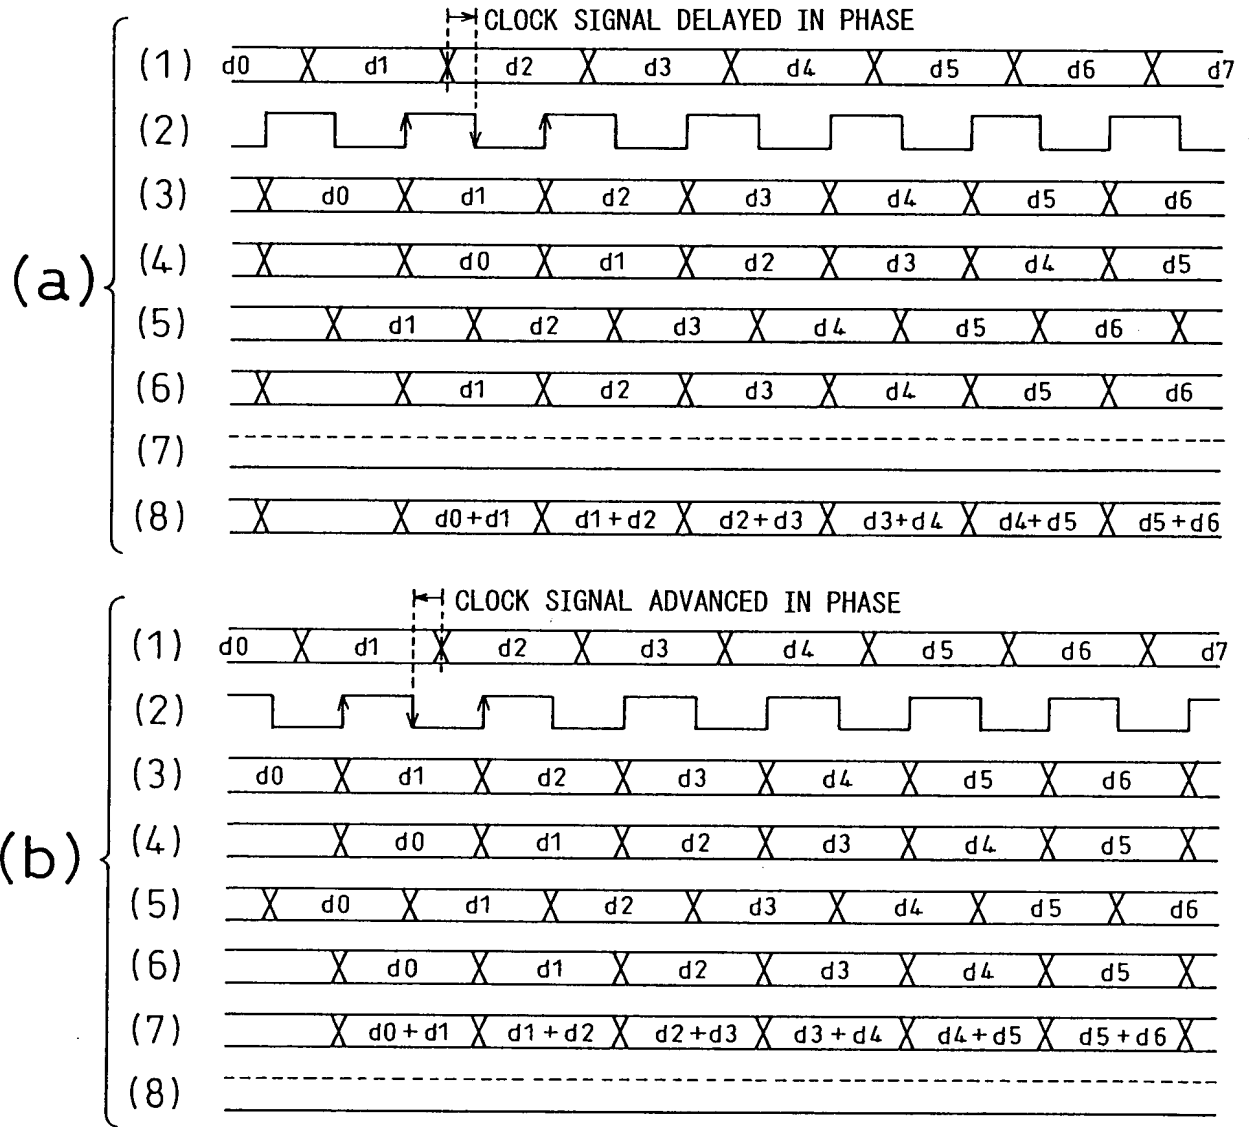 CLOCK SIGNAL DELAYED IN PHASE
(a)
(1) d0 d1 d2 d3 d4 d5 d6 d7
(2)
(3) d0 d1 d2 d3 d4 d5 d6
(4) d0 d1 d2 d3 d4 d5
(5) d1 d2 d3 d4 d5 d6
(6) d1 d2 d3 d4 d5 d6
(7)
(8) d0+d1 d1+d2 d2+d3 d3+d4 d4+d5 d5+d6
CLOCK SIGNAL ADVANCED IN PHASE
(b)
(1) d0 d1 d2 d3 d4 d5 d6 d7
(2)
(3) d0 d1 d2 d3 d4 d5 d6
(4) d0 d1 d2 d3 d4 d5
(5) d0 d1 d2 d3 d4 d5 d6
(6) d0 d1 d2 d3 d4 d5
(7) d0+d1 d1+d2 d2+d3 d3+d4 d4+d5 d5+d6
(8)